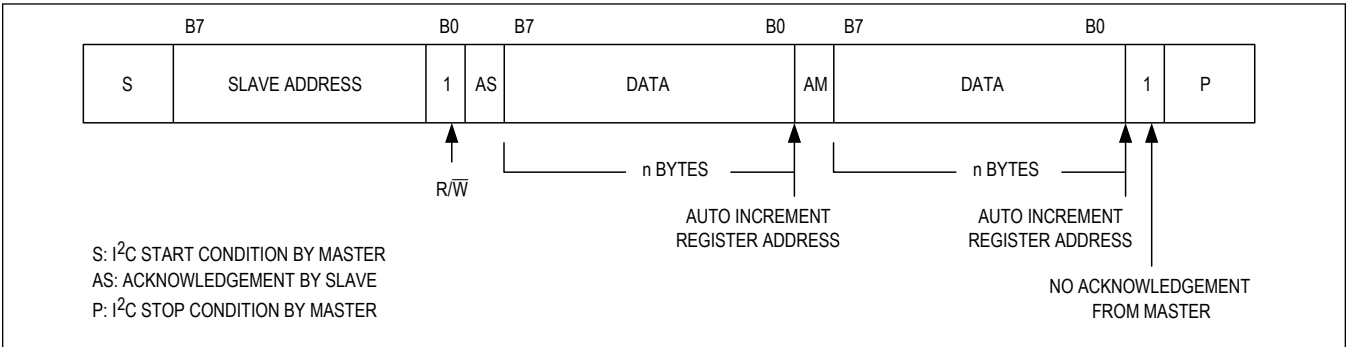 B7 B0 B7 B0 B7 B0
S SLAVE ADDRESS 1 AS DATA AM DATA 1 P
R/W̅
n BYTES n BYTES
AUTO INCREMENT
REGISTER ADDRESS
AUTO INCREMENT
REGISTER ADDRESS
S: I²C START CONDITION BY MASTER
AS: ACKNOWLEDGEMENT BY SLAVE
P: I²C STOP CONDITION BY MASTER
NO ACKNOWLEDGEMENT
FROM MASTER